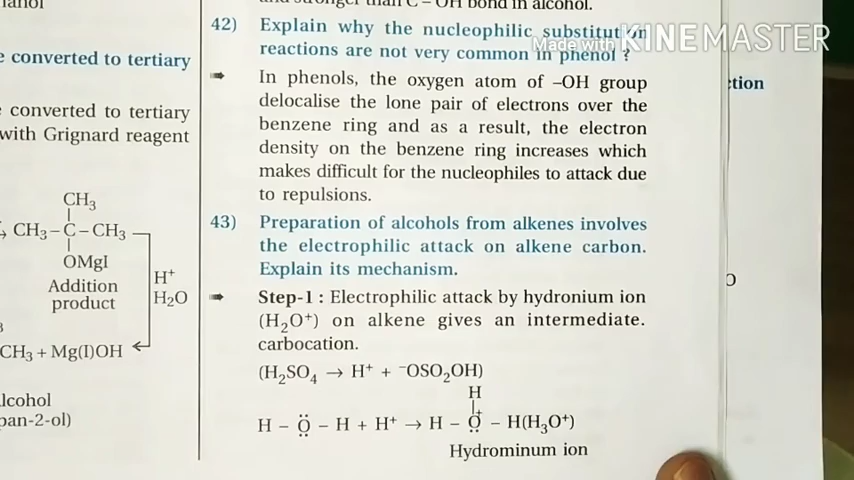 and stronger than C – OH bond in alcohol.
42) Explain why the nucleophilic substitution
reactions are not very common in phenol ?
Made with KINEMASTER
➠ In phenols, the oxygen atom of –OH group
delocalise the lone pair of electrons over the
benzene ring and as a result, the electron
density on the benzene ring increases which
makes difficult for the nucleophiles to attack due
to repulsions.
43) Preparation of alcohols from alkenes involves
the electrophilic attack on alkene carbon.
Explain its mechanism.
➠ Step-1 : Electrophilic attack by hydronium ion
(H₂O⁺) on alkene gives an intermediate.
carbocation.
(H₂SO₄ → H⁺ + ⁻OSO₂OH)
H
|
H – Ö – H + H⁺ → H – O⁺ – H(H₃O⁺)
Hydrominum ion
e converted to tertiary
converted to tertiary
with Grignard reagent
CH₃
|
CH₃ – C – CH₃
|
OMgI
Addition
product
H⁺
H₂O
CH₃ + Mg(I)OH
lcohol
pan-2-ol)
tion